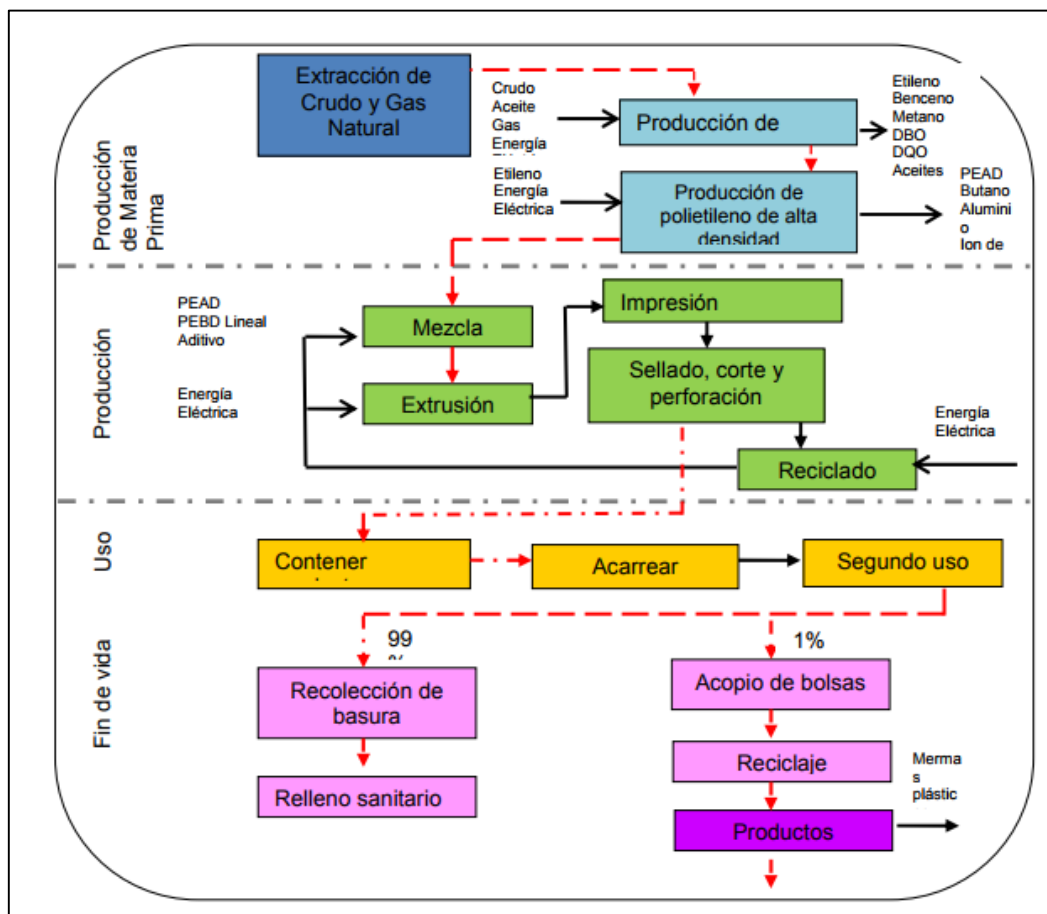 Extracción de
Crudo y Gas
Natural
Crudo
Aceite
Gas
Energía
Producción de
Etileno
Benceno
Metano
DBO
DQO
Aceites
Etileno
Energía
Eléctrica
Producción de
polietileno de alta
densidad
PEAD
Butano
Alumini
o
Ion de
Producción
de Materia
Prima
PEAD
PEBD Lineal
Aditivo
Mezcla
Impresión
Energía
Eléctrica
Extrusión
Sellado, corte y
perforación
Energía
Eléctrica
Reciclado
Producción
Contener
Acarrear
Segundo uso
Uso
99
%
1%
Recolección de
basura
Acopio de bolsas
Relleno sanitario
Reciclaje
Merma
s
plástic
Productos
Fin de vida